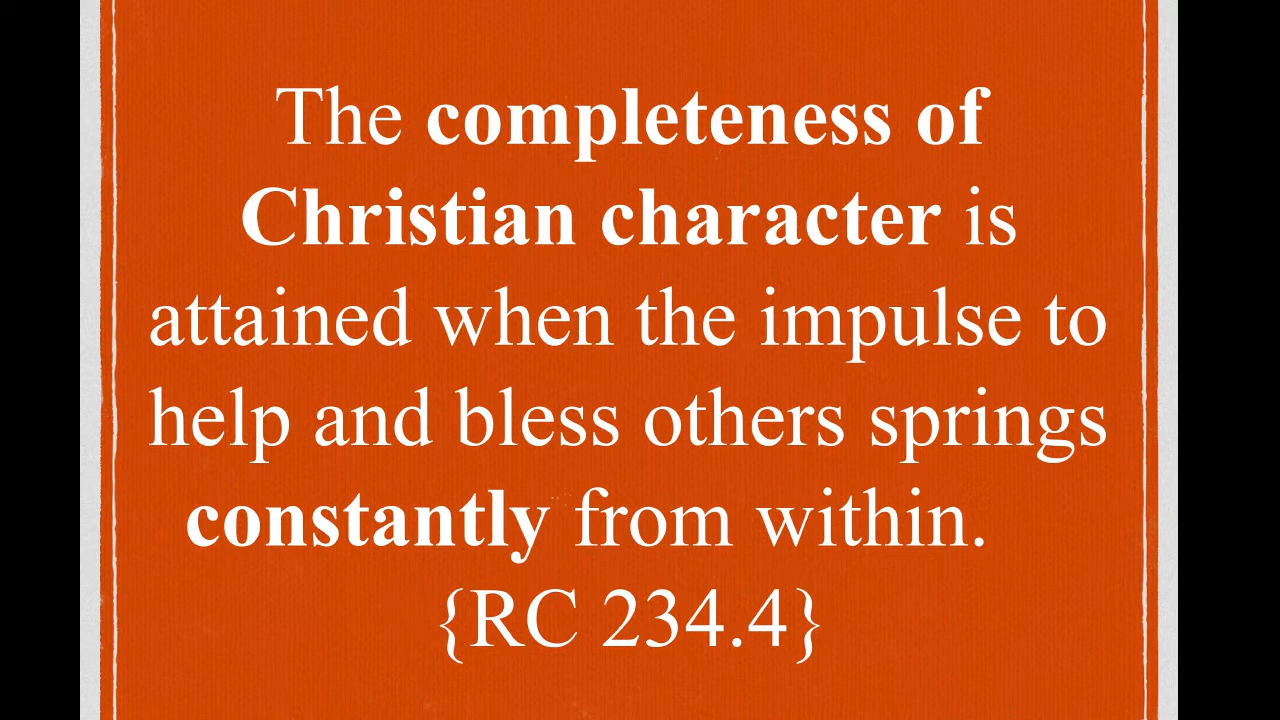 The completeness of
Christian character is
attained when the impulse to
help and bless others springs
constantly from within.
{RC 234.4}